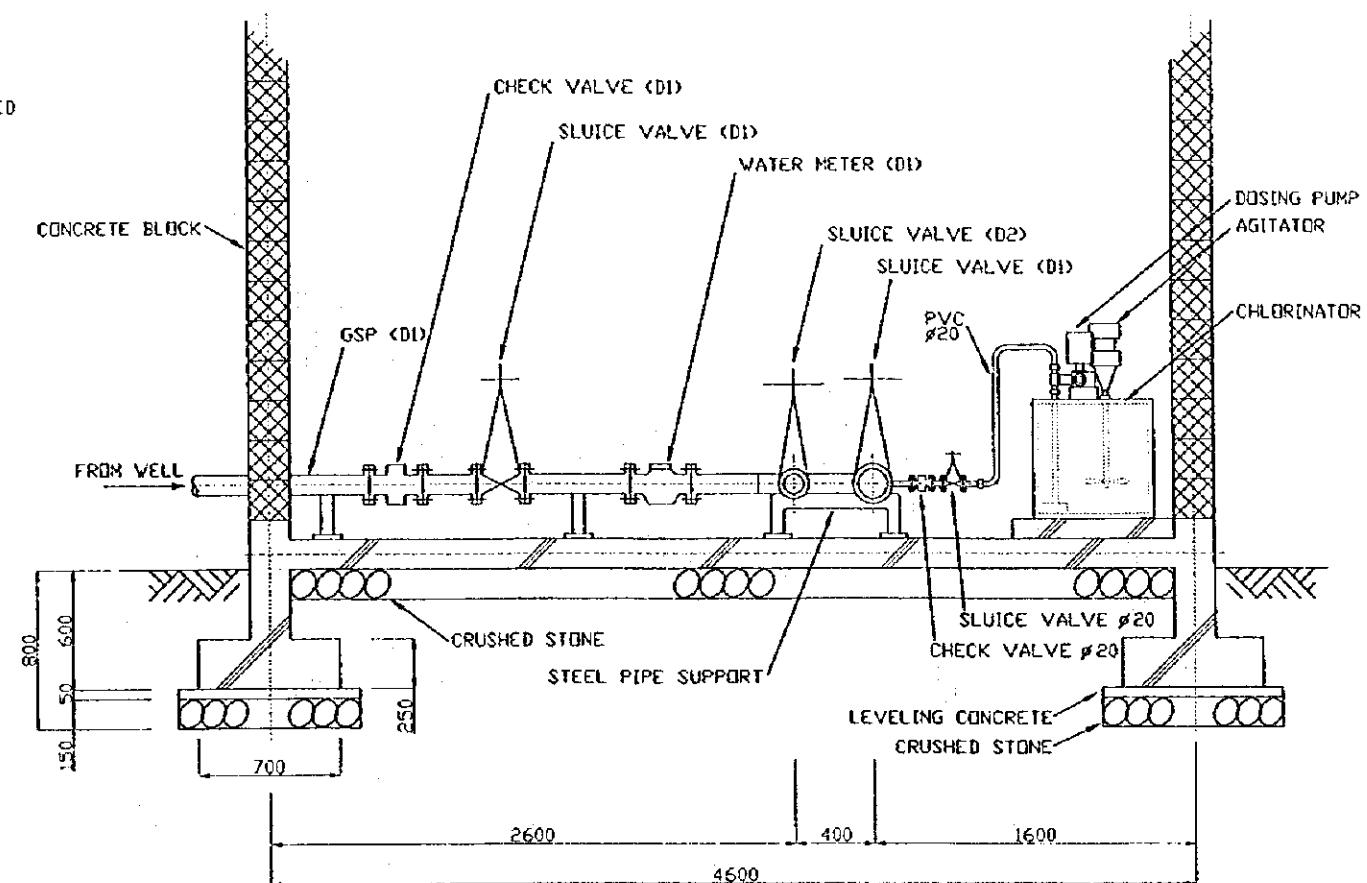 CHECK VALVE (D1)
SLUICE VALVE (D1)
WATER METER (D1)
DOSING PUMP
AGITATOR
CONCRETE BLOCK
SLUICE VALVE (D2)
SLUICE VALVE (D1)
PVC
ø20
CHLORINATOR
GSP (D1)
FROM WELL
SLUICE VALVE ø20
CRUSHED STONE
CHECK VALVE ø20
STEEL PIPE SUPPORT
800
600
50
150
250
700
LEVELING CONCRETE
CRUSHED STONE
2600
400
1600
4600